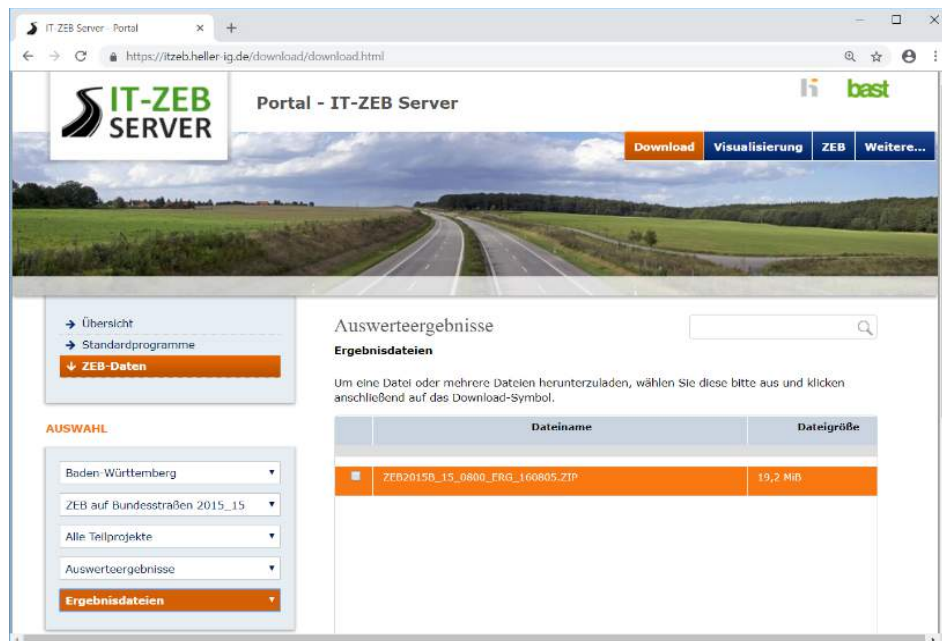 IT-ZEB Server - Portal
https://itzeb.heller-ig.de/download/download.html
IT-ZEB
SERVER
Portal - IT-ZEB Server
bast
Download Visualisierung ZEB Weitere...
Übersicht
Standardprogramme
ZEB-Daten
AUSWAHL
Baden-Württemberg
ZEB auf Bundesstraßen 2015_15
Alle Teilprojekte
Auswerteergebnisse
Ergebnisdateien
Auswerteergebnisse
Ergebnisdateien
Um eine Datei oder mehrere Dateien herunterzuladen, wählen Sie diese bitte aus und klicken
anschließend auf das Download-Symbol.
Dateiname Dateigröße
ZEB2015B_15_0800_ERG_160805.ZIP 19,2 MiB